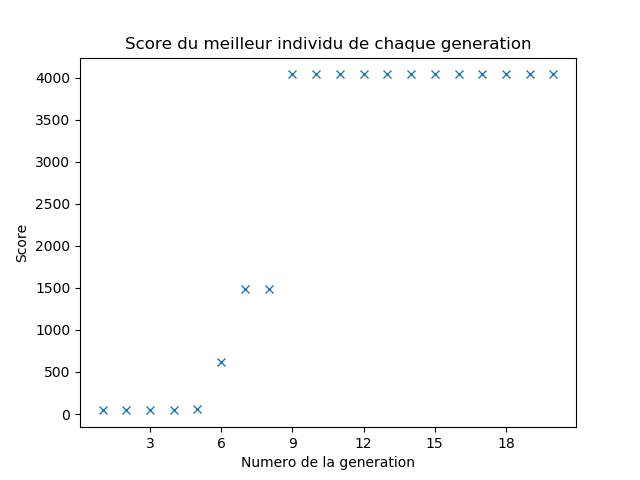 Score du meilleur individu de chaque generation
4000
3500
3000
2500
2000
1500
1000
500
0
Score
3 6 9 12 15 18
Numero de la generation